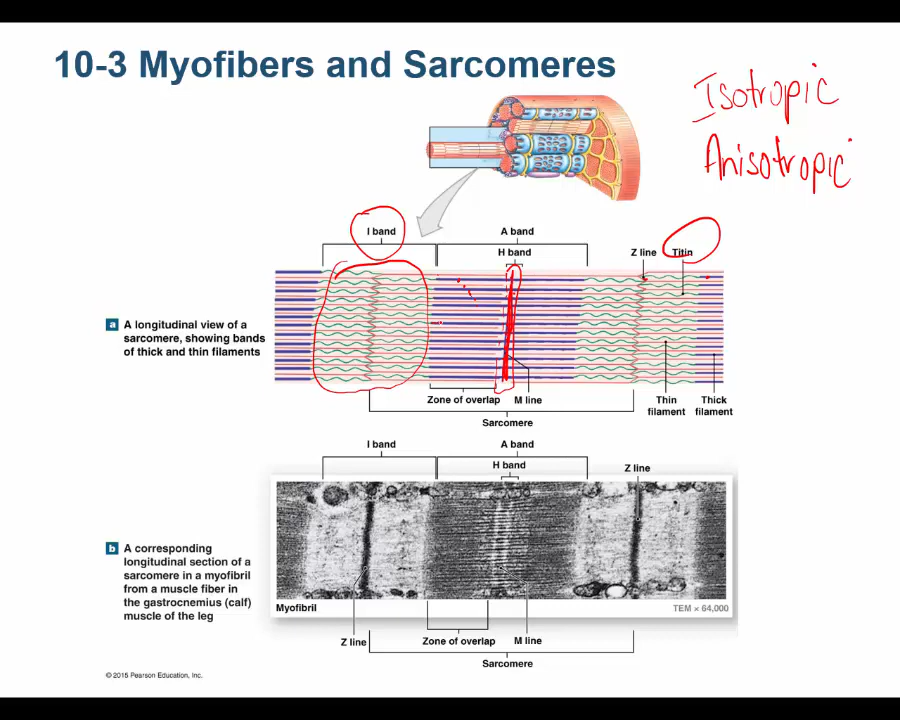 10-3 Myofibers and Sarcomeres
Isotropic
Anisotropic
I band
A band
H band
Z line
Titin
a A longitudinal view of a
sarcomere, showing bands
of thick and thin filaments
Zone of overlap
M line
Thin
filament
Thick
filament
Sarcomere
I band
A band
H band
Z line
b A corresponding
longitudinal section of a
sarcomere in a myofibril
from a muscle fiber in
the gastrocnemius (calf)
muscle of the leg
Myofibril
TEM × 64,000
Z line
Zone of overlap
M line
Sarcomere
© 2015 Pearson Education, Inc.